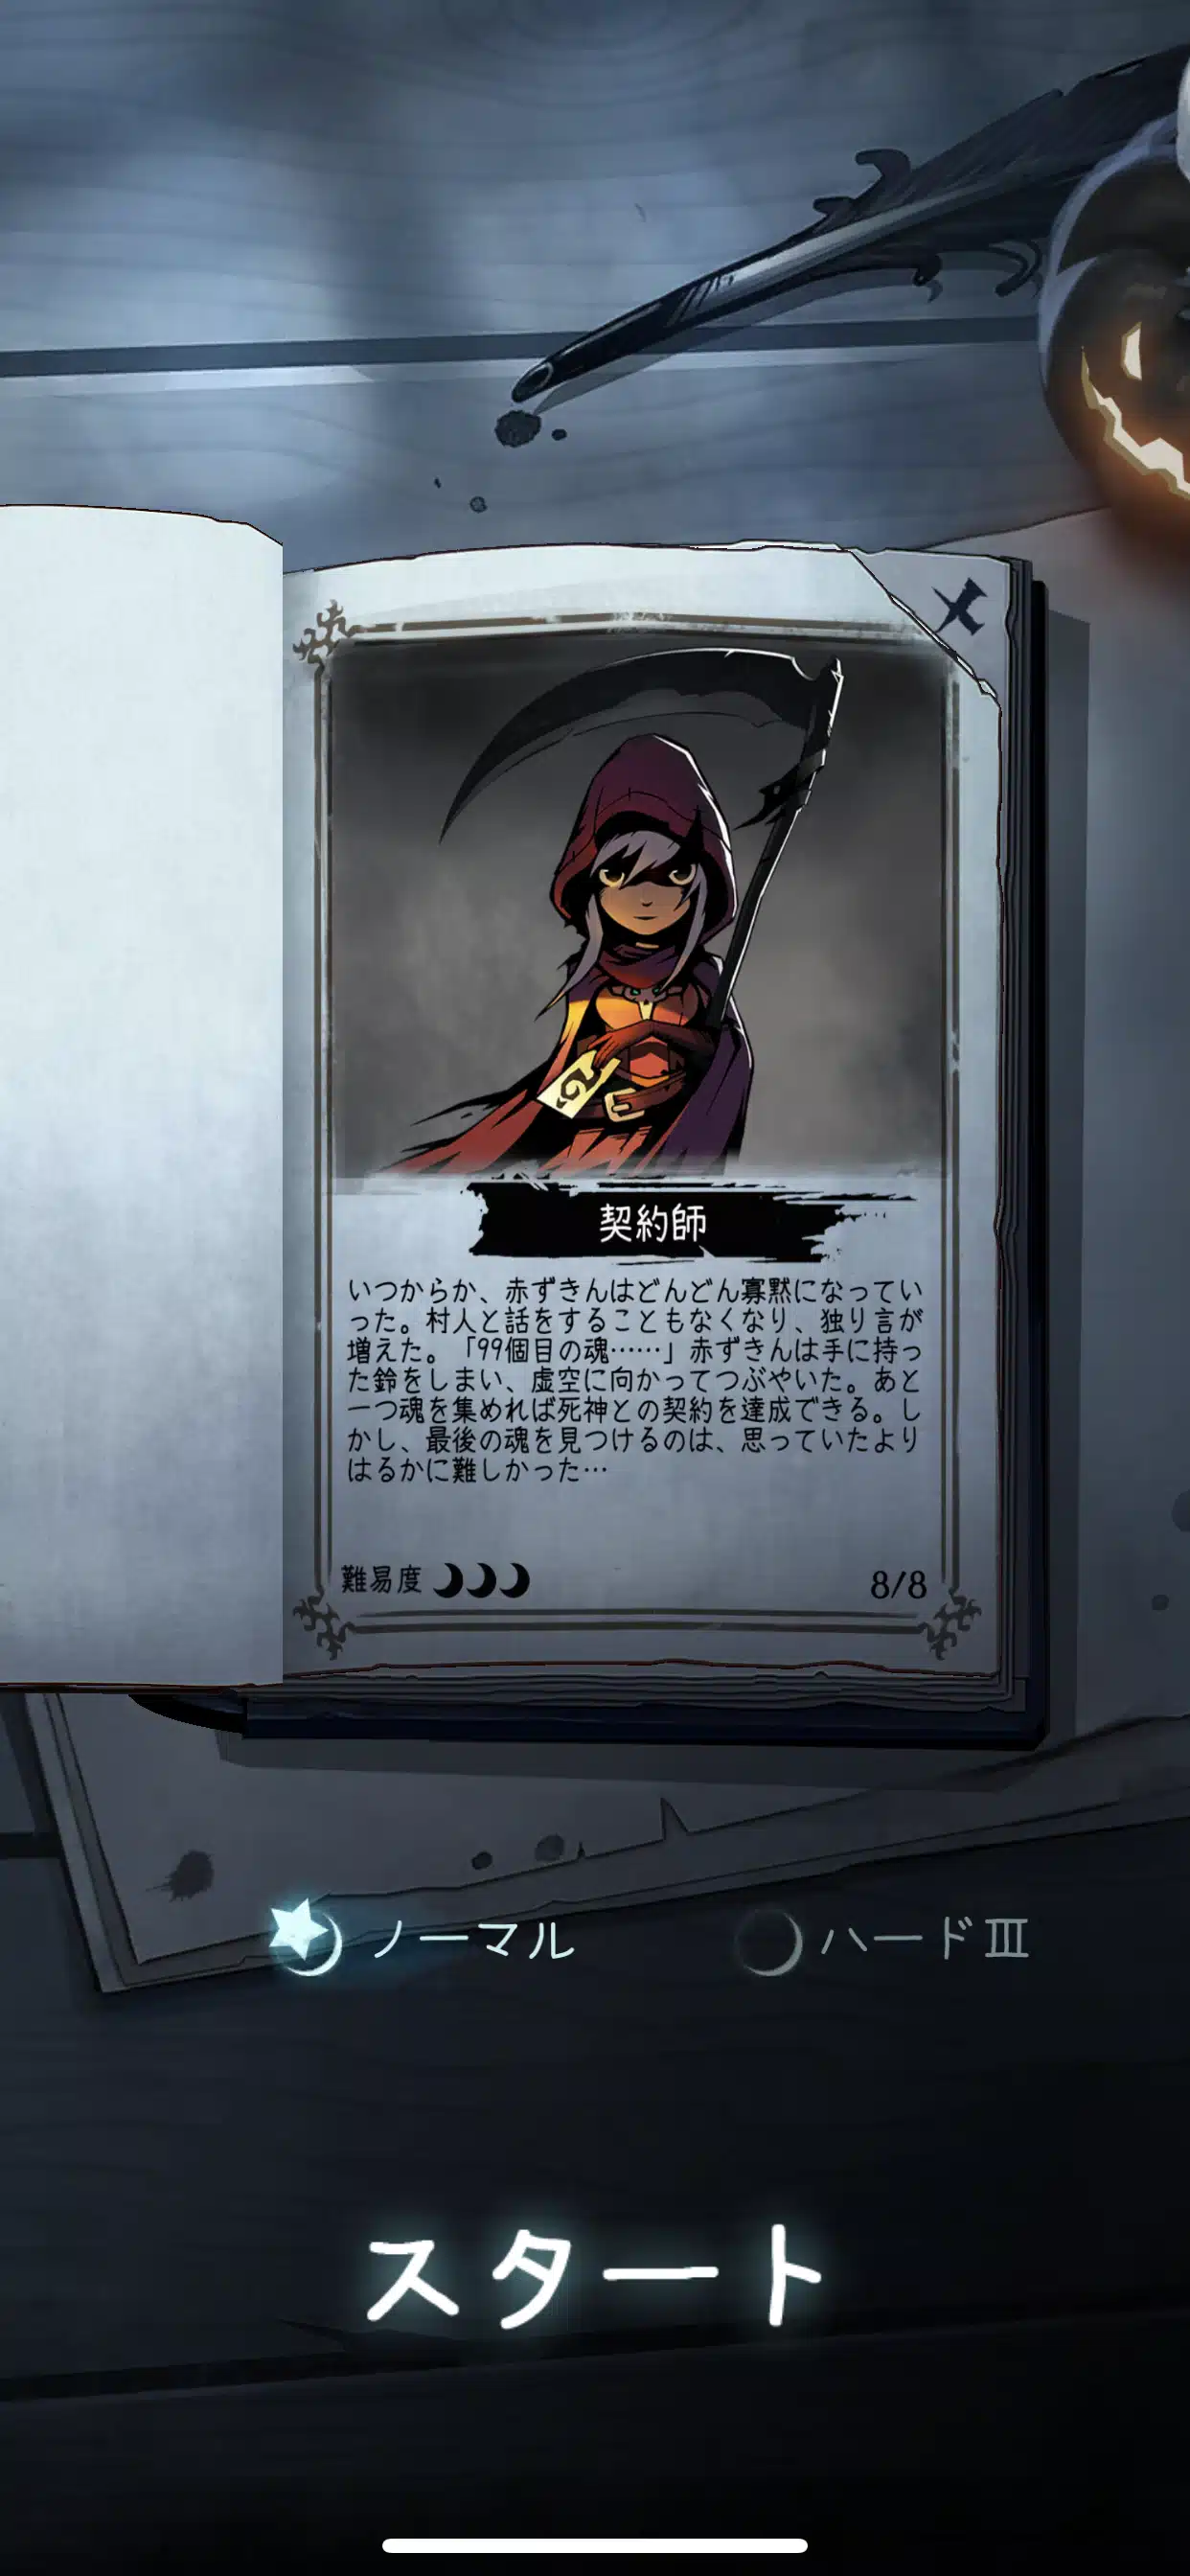 契約師
いつからか、赤ずきんはどんどん寡黙になってい
った。村人と話をすることもなくなり、独り言が
増えた。「99個目の魂……」赤ずきんは手に持っ
た鈴をしまい、虚空に向かってつぶやいた。あと
一つ魂を集めれば死神との契約を達成できる。し
かし、最後の魂を見つけるのは、思っていたより
はるかに難しかった…
難易度
8/8
ノーマル
ハードⅢ
スタート